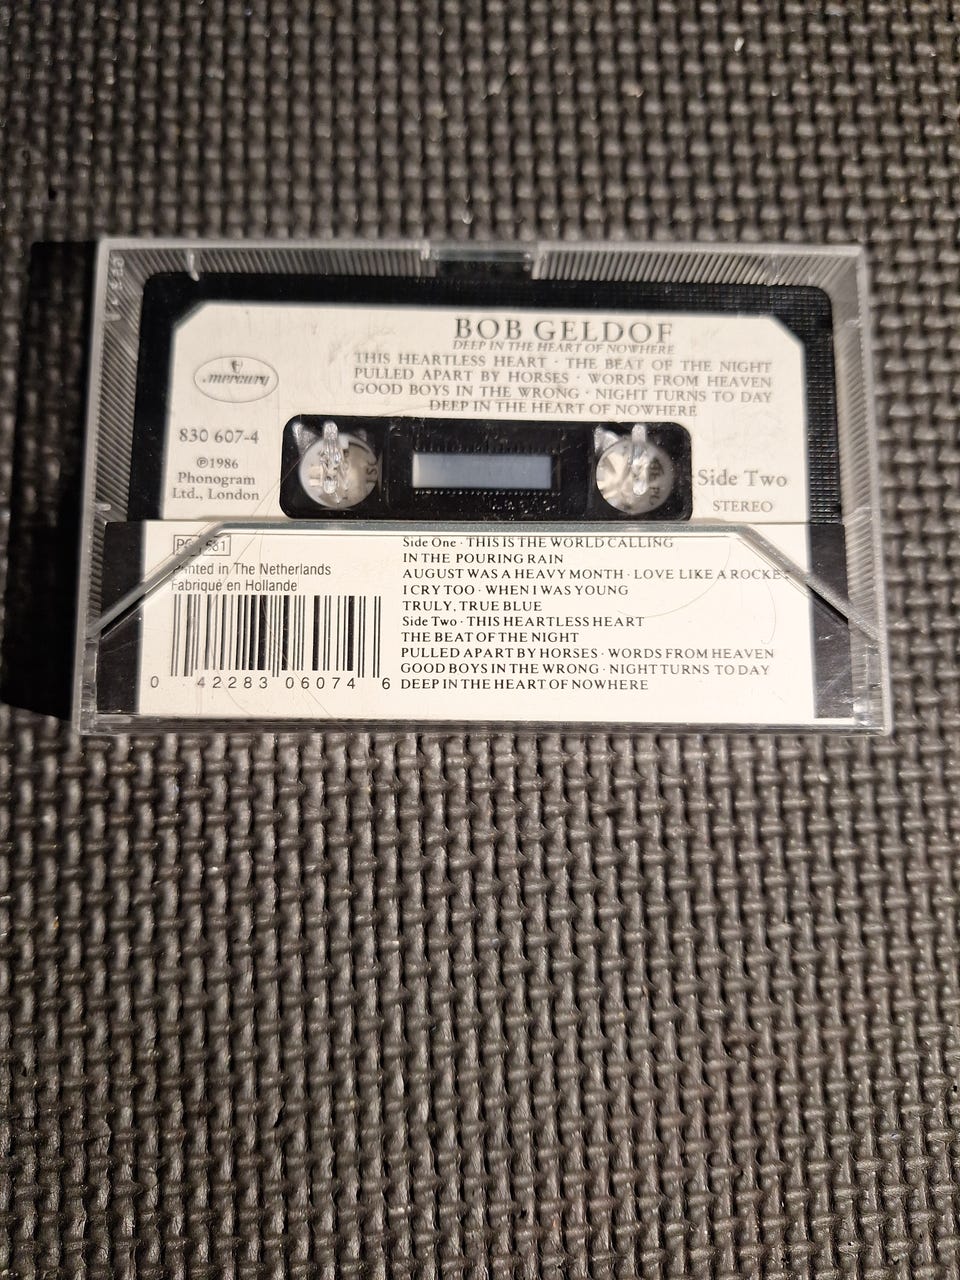 BOB GELDOF
DEEP IN THE HEART OF NOWHERE
THIS HEARTLESS HEART · THE BEAT OF THE NIGHT
PULLED APART BY HORSES · WORDS FROM HEAVEN
GOOD BOYS IN THE WRONG · NIGHT TURNS TO DAY
DEEP IN THE HEART OF NOWHERE
mercury
830 607-4
℗1986
Phonogram
Ltd., London
Side Two
STEREO
Printed in The Netherlands
Fabriqué en Hollande
0 42283 06074 6
Side One · THIS IS THE WORLD CALLING
IN THE POURING RAIN
AUGUST WAS A HEAVY MONTH · LOVE LIKE A ROCKET
I CRY TOO · WHEN I WAS YOUNG
TRULY, TRUE BLUE
Side Two · THIS HEARTLESS HEART
THE BEAT OF THE NIGHT
PULLED APART BY HORSES · WORDS FROM HEAVEN
GOOD BOYS IN THE WRONG · NIGHT TURNS TO DAY
DEEP IN THE HEART OF NOWHERE